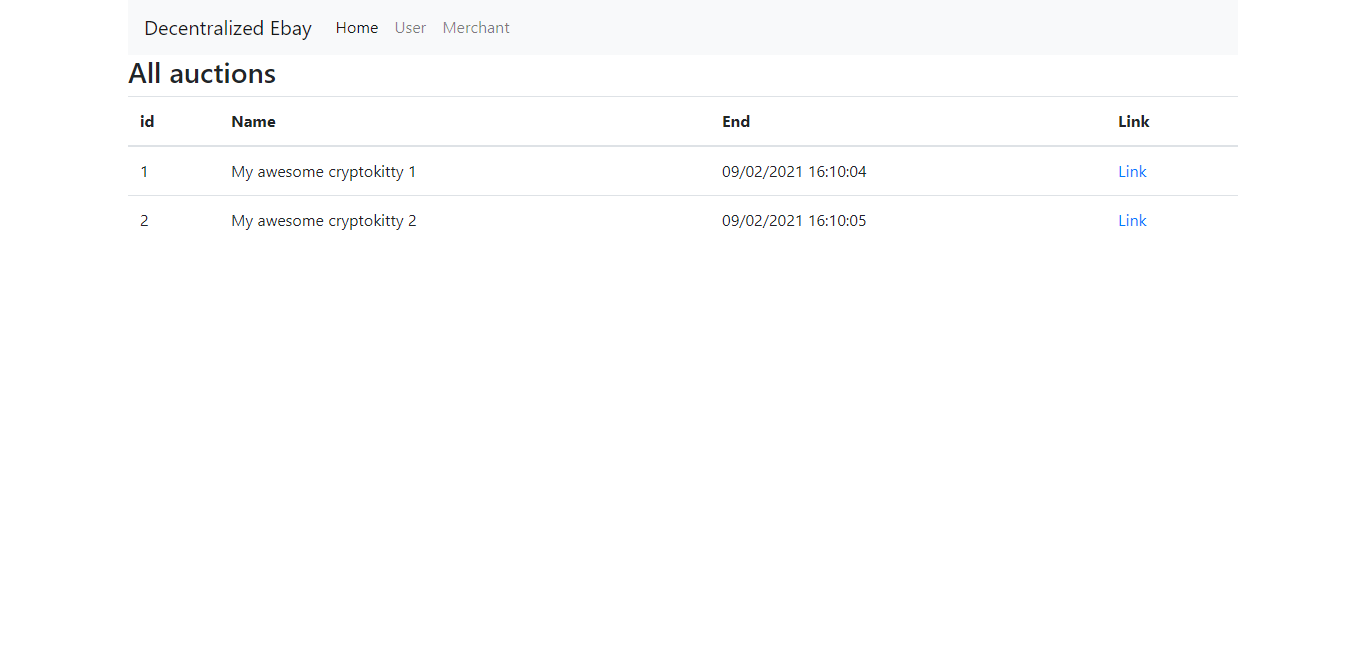 Decentralized Ebay Home User Merchant
All auctions
id Name End Link
1 My awesome cryptokitty 1 09/02/2021 16:10:04 Link
2 My awesome cryptokitty 2 09/02/2021 16:10:05 Link